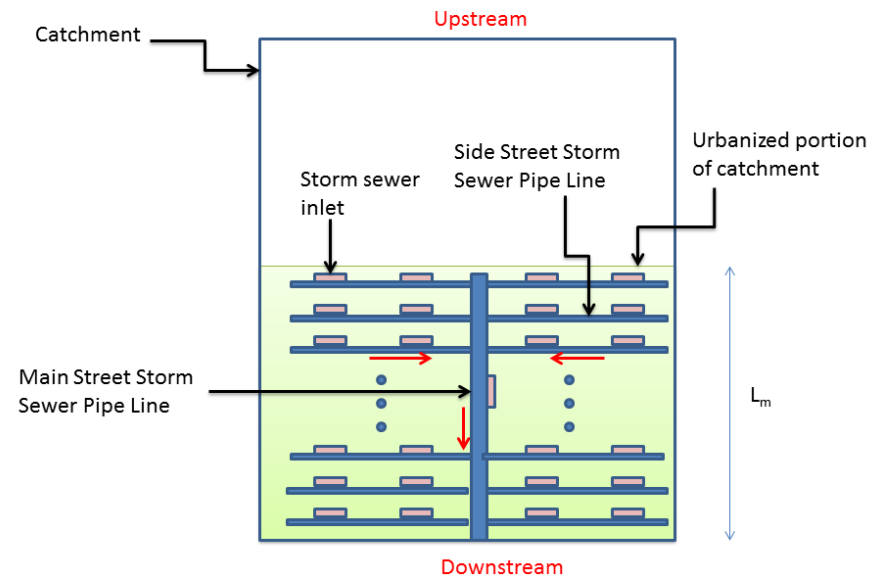 Upstream
Catchment
Urbanized portion
of catchment
Side Street Storm
Sewer Pipe Line
Storm sewer
inlet
Main Street Storm
Sewer Pipe Line
Lm
Downstream